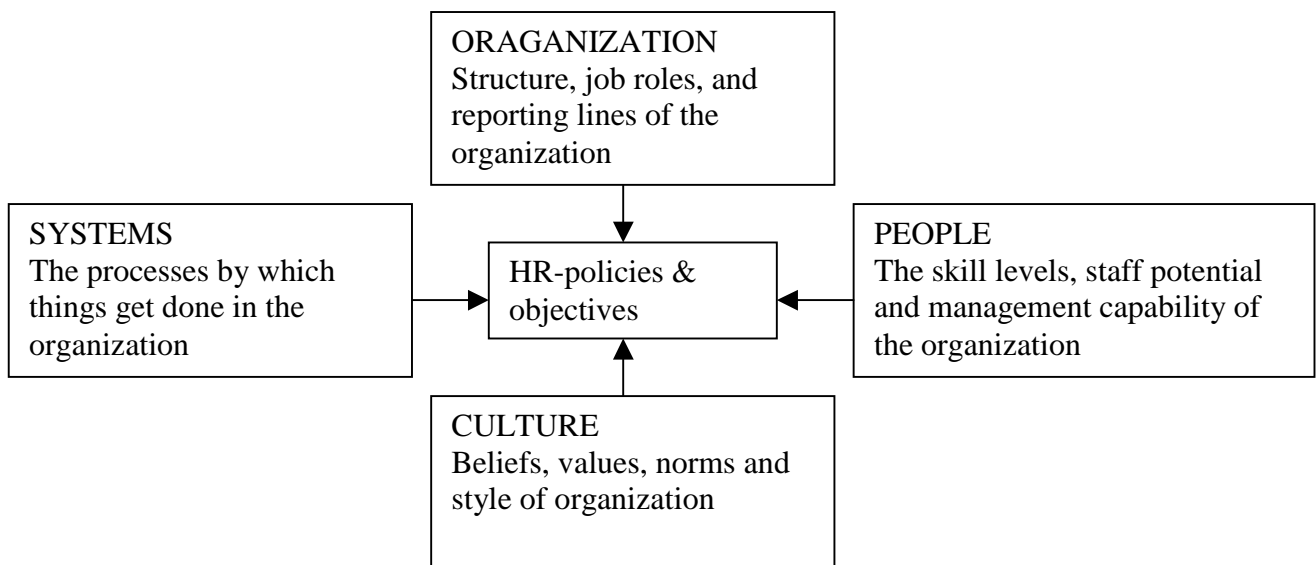 ORAGANIZATION
Structure, job roles, and
reporting lines of the
organization
SYSTEMS
The processes by which
things get done in the
organization
HR-policies &
objectives
PEOPLE
The skill levels, staff potential
and management capability of
the organization
CULTURE
Beliefs, values, norms and
style of organization